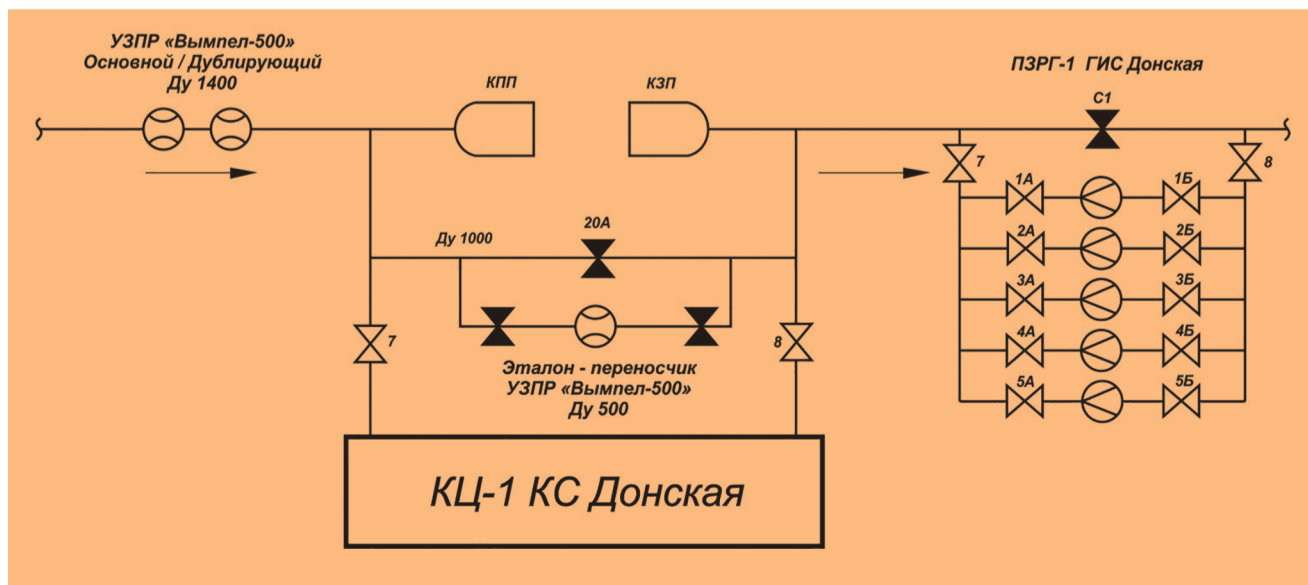 УЗПР «Вымпел-500»
Основной / Дублирующий
Ду 1400
КПП
КЗП
ПЗРГ-1 ГИС Донская
С1
7
8
1А
1Б
2А
2Б
3А
3Б
4А
4Б
5А
5Б
Ду 1000
20А
7
8
Эталон - переносчик
УЗПР «Вымпел-500»
Ду 500
КЦ-1 КС Донская